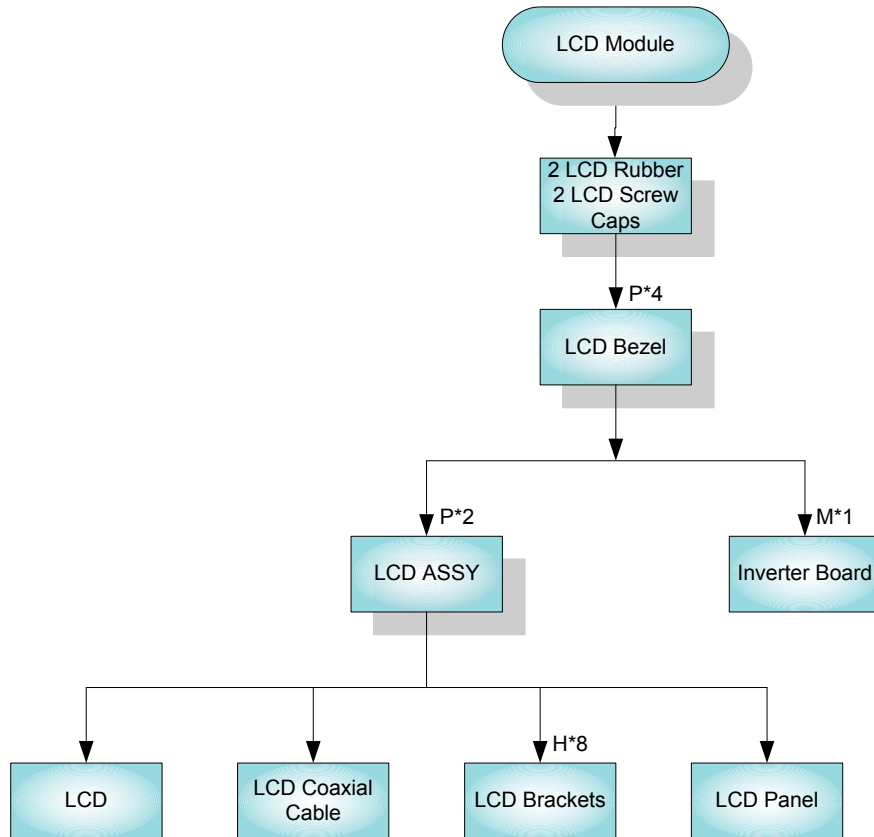 LCD Module
2 LCD Rubber
2 LCD Screw
Caps
P*4
LCD Bezel
P*2
M*1
LCD ASSY
Inverter Board
H*8
LCD
LCD Coaxial
Cable
LCD Brackets
LCD Panel